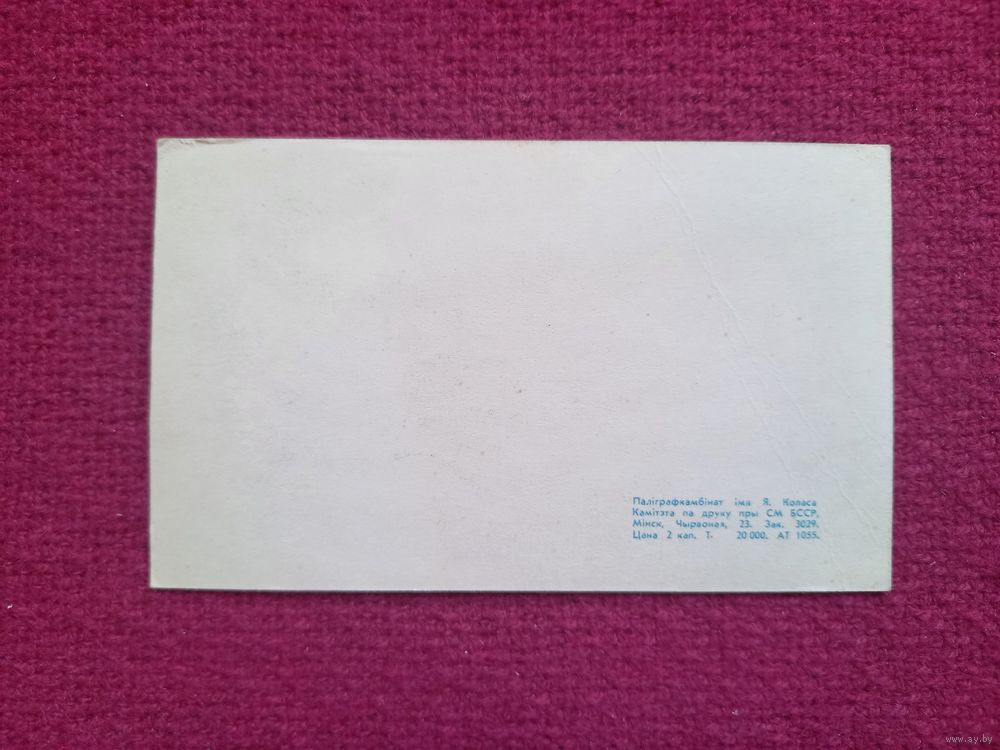 Паліграфкамбінат імя Я. Коласа
Камітэта па друку пры СМ БССР.
Мінск, Чырвоная, 23. Зак. 3029.
Цана 2 кап. Т. 20 000. АТ 1055.
www.ay.by